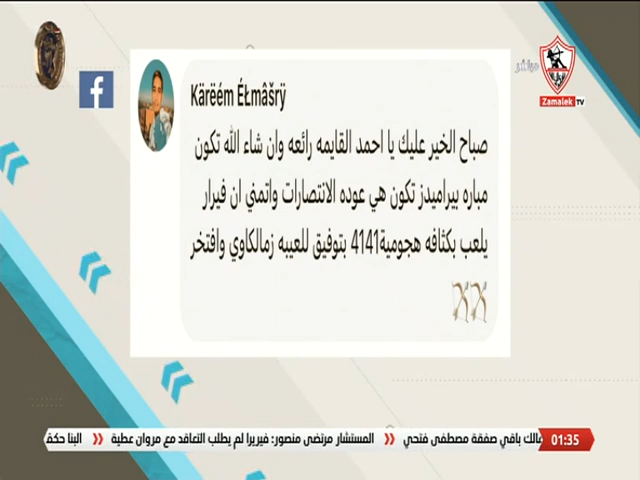 مباشر
Zamalek TV
Kärëém ÉŁmâšrÿ
صباح الخير عليك يا احمد القايمه رائعه وان شاء الله تكون
مباره بيراميدز تكون هي عوده الانتصارات واتمني ان فيرار
يلعب بكثافه هجومية4141 بتوفيق للعيبه زمالكاوي وافتخر
🏹🏹
01:35
مالك باقي صفقة مصطفى فتحي » المستشار مرتضى منصور: فيريرا لم يطلب التعاقد مع مروان عطية » البنا حكمً